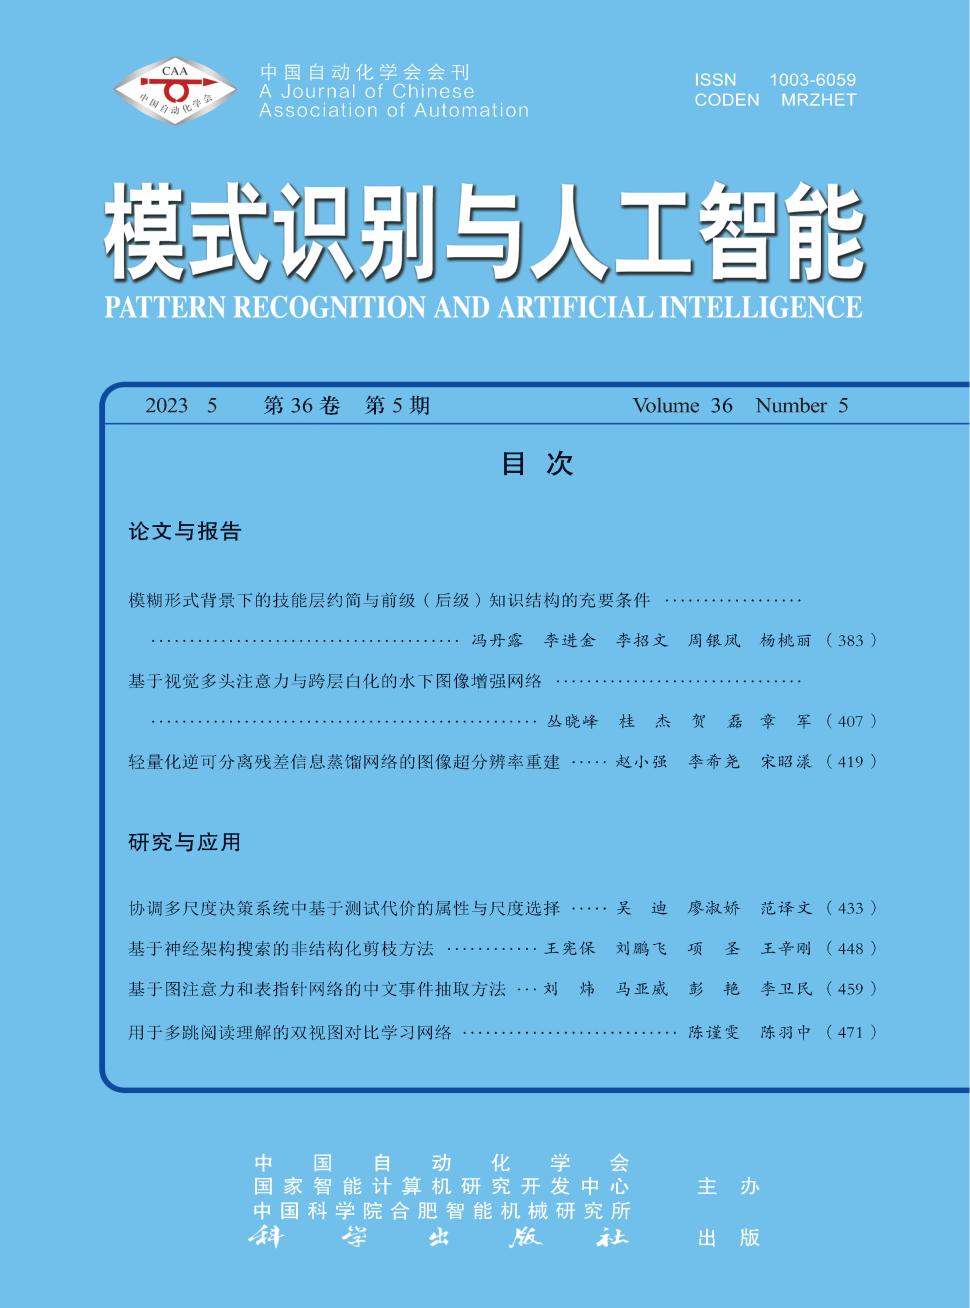 CAA
中国自动化学会
中国自动化学会会刊
A Journal of Chinese
Association of Automation
ISSN 1003-6059
CODEN MRZHET
模式识别与人工智能
PATTERN RECOGNITION AND ARTIFICIAL INTELLIGENCE
2023 5 第36卷 第5期 Volume 36 Number 5
目 次
论文与报告
模糊形式背景下的技能层约简与前级(后级)知识结构的充要条件 ··················
········································ 冯丹露 李进金 李招文 周银凤 杨桃丽(383)
基于视觉多头注意力与跨层白化的水下图像增强网络 ································
·················································· 丛晓峰 桂 杰 贺 磊 章 军(407)
轻量化逆可分离残差信息蒸馏网络的图像超分辨率重建 ····· 赵小强 李希尧 宋昭漾(419)
研究与应用
协调多尺度决策系统中基于测试代价的属性与尺度选择 ····· 吴 迪 廖淑娇 范译文(433)
基于神经架构搜索的非结构化剪枝方法 ············ 王宪保 刘鹏飞 项 圣 王辛刚(448)
基于图注意力和表指针网络的中文事件抽取方法 ··· 刘 炜 马亚威 彭 艳 李卫民(459)
用于多跳阅读理解的双视图对比学习网络 ···························· 陈谨雯 陈羽中(471)
中国自动化学会
国家智能计算机研究开发中心 主 办
中国科学院合肥智能机械研究所
科学出版社 出 版